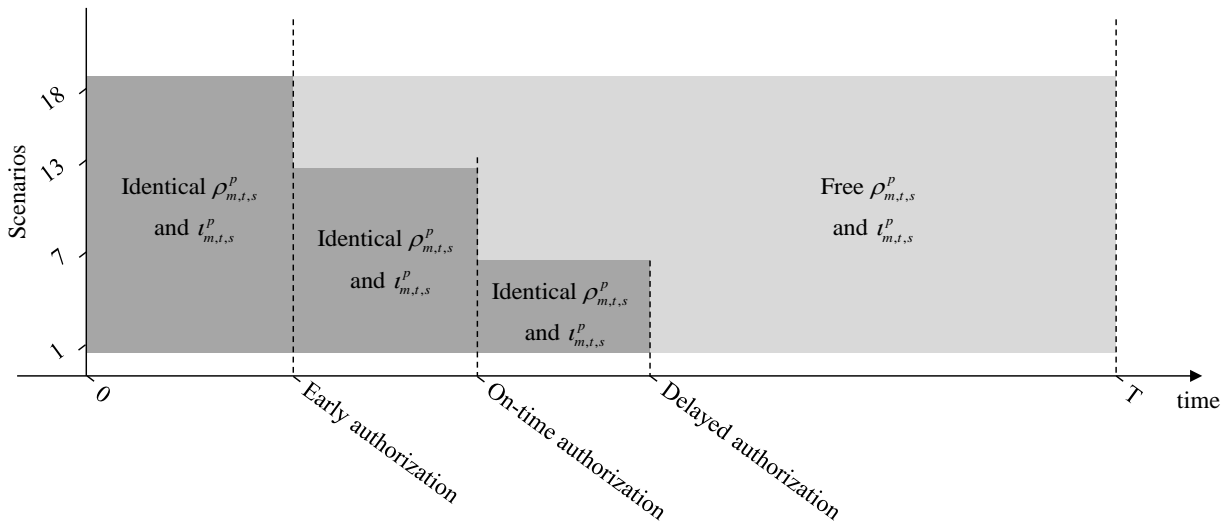 Scenarios
18
13
7
1
Identical ρ^p_{m,t,s}
and ι^p_{m,t,s}
Identical ρ^p_{m,t,s}
and ι^p_{m,t,s}
Identical ρ^p_{m,t,s}
and ι^p_{m,t,s}
Free ρ^p_{m,t,s}
and ι^p_{m,t,s}
0
Early authorization
On-time authorization
Delayed authorization
T
time